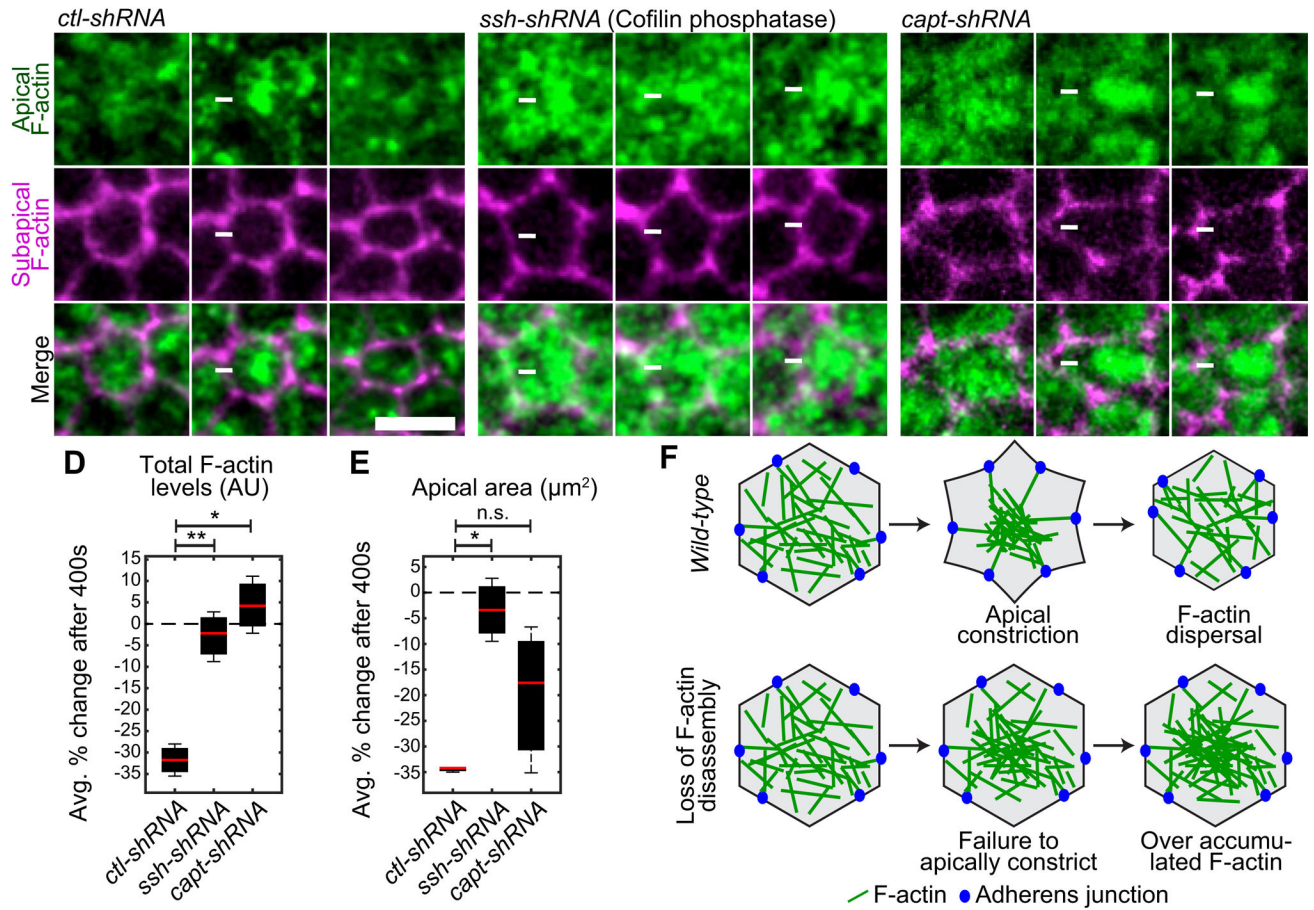 ctl-shRNA
ssh-shRNA (Cofilin phosphatase)
capt-shRNA
Apical
F-actin
Subapical
F-actin
Merge
D
Total F-actin
levels (AU)
*
**
Avg. % change after 400s
15
10
5
0
-5
-10
-15
-20
-25
-30
-35
ctl-shRNA
ssh-shRNA
capt-shRNA
E
Apical area (µm²)
n.s.
*
Avg. % change after 400s
5
0
-5
-10
-15
-20
-25
-30
-35
ctl-shRNA
ssh-shRNA
capt-shRNA
F
Wild-type
Apical
constriction
F-actin
dispersal
Loss of F-actin
disassembly
Failure to
apically constrict
Over accumu-
lated F-actin
F-actin
Adherens junction